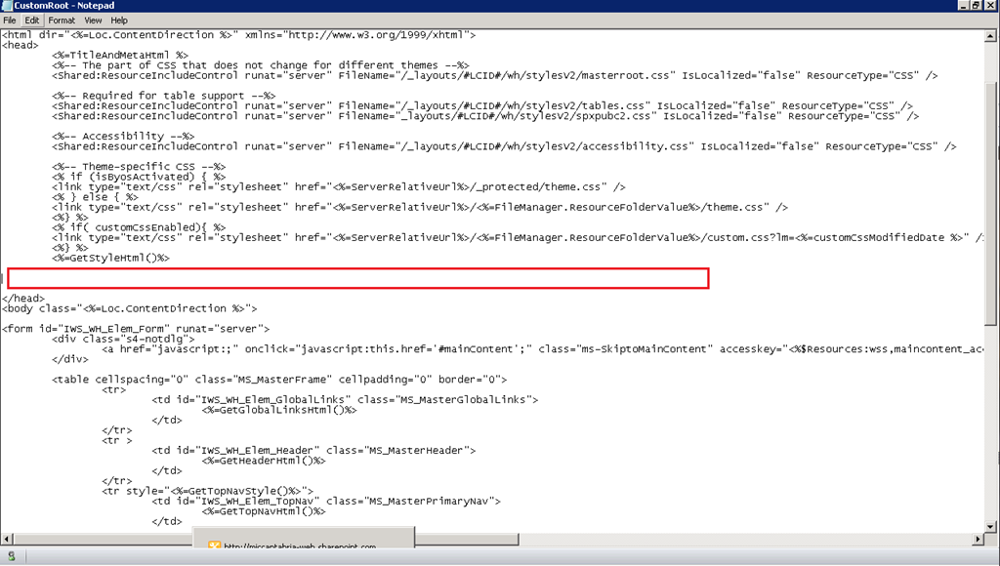 CustomRoot - Notepad
File Edit Format View Help
<html dir="<%=Loc.ContentDirection %>" xmlns="http://www.w3.org/1999/xhtml">
<head>
<%=TitleAndMetaHtml %>
<%-- The part of CSS that does not change for different themes --%>
<Shared:ResourceIncludeControl runat="server" FileName="/_layouts/#LCID#/wh/stylesv2/masterroot.css" IsLocalized="false" ResourceType="CSS" />
<%-- Required for table support --%>
<Shared:ResourceIncludeControl runat="server" FileName="/_layouts/#LCID#/wh/stylesv2/tables.css" IsLocalized="false" ResourceType="CSS" />
<Shared:ResourceIncludeControl runat="server" FileName="_layouts/#LCID#/wh/stylesv2/spxpubc2.css" IsLocalized="false" ResourceType="CSS" />
<%-- Accessibility --%>
<Shared:ResourceIncludeControl runat="server" FileName="/_layouts/#LCID#/wh/stylesv2/accessibility.css" IsLocalized="false" ResourceType="CSS" />
<%-- Theme-specific CSS --%>
<% if (isByosActivated) { %>
<link type="text/css" rel="stylesheet" href="<%=ServerRelativeUrl%>/_protected/theme.css" />
<% } else { %>
<link type="text/css" rel="stylesheet" href="<%=ServerRelativeUrl%>/<%=FileManager.ResourceFolderValue%>/theme.css" />
<%} %>
<% if( customCssEnabled){ %>
<link type="text/css" rel="stylesheet" href="<%=ServerRelativeUrl%>/<%=FileManager.ResourceFolderValue%>/custom.css?lm=<%=customCssModifiedDate %>" /
<%} %>
<%=GetStyleHtml()%>
</head>
<body class="<%=Loc.ContentDirection %>">
<form id="IWS_WH_Elem_Form" runat="server">
<div class="s4-notdlg">
<a href="javascript:;" onclick="javascript:this.href='#mainContent';" class="ms-SkiptoMainContent" accesskey="<%$Resources:wss,maincontent_ac
</div>
<table cellspacing="0" class="MS_MasterFrame" cellpadding="0" border="0">
<tr>
<td id="IWS_WH_Elem_GlobalLinks" class="MS_MasterGlobalLinks">
<%=GetGlobalLinksHtml()%>
</td>
</tr>
<tr >
<td id="IWS_WH_Elem_Header" class="MS_MasterHeader">
<%=GetHeaderHtml()%>
</td>
</tr>
<tr style="<%=GetTopNavStyle()%>">
<td id="IWS_WH_Elem_TopNav" class="MS_MasterPrimaryNav">
<%=GetTopNavHtml()%>
</td>
http://miccantabria-web.sharepoint.com